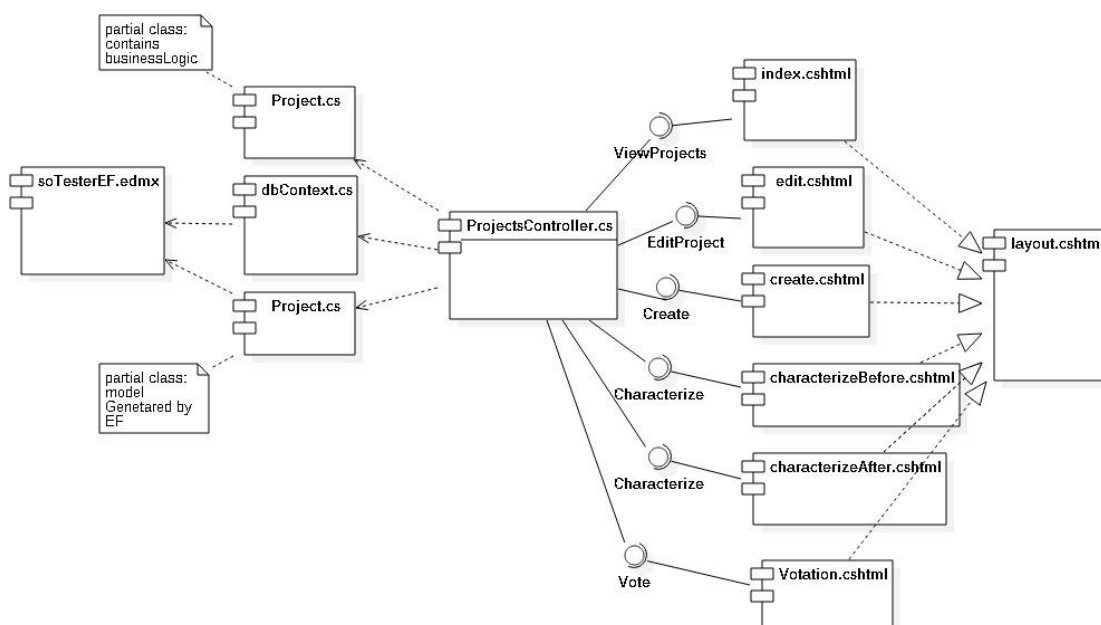 partial class:
contains
businessLogic
Project.cs
soTesterEF.edmx
dbContext.cs
Project.cs
partial class:
model
Genetared by
EF
ProjectsController.cs
ViewProjects
EditProject
Create
Characterize
Characterize
Vote
index.cshtml
edit.cshtml
create.cshtml
characterizeBefore.cshtml
characterizeAfter.cshtml
Votation.cshtml
layout.cshtm